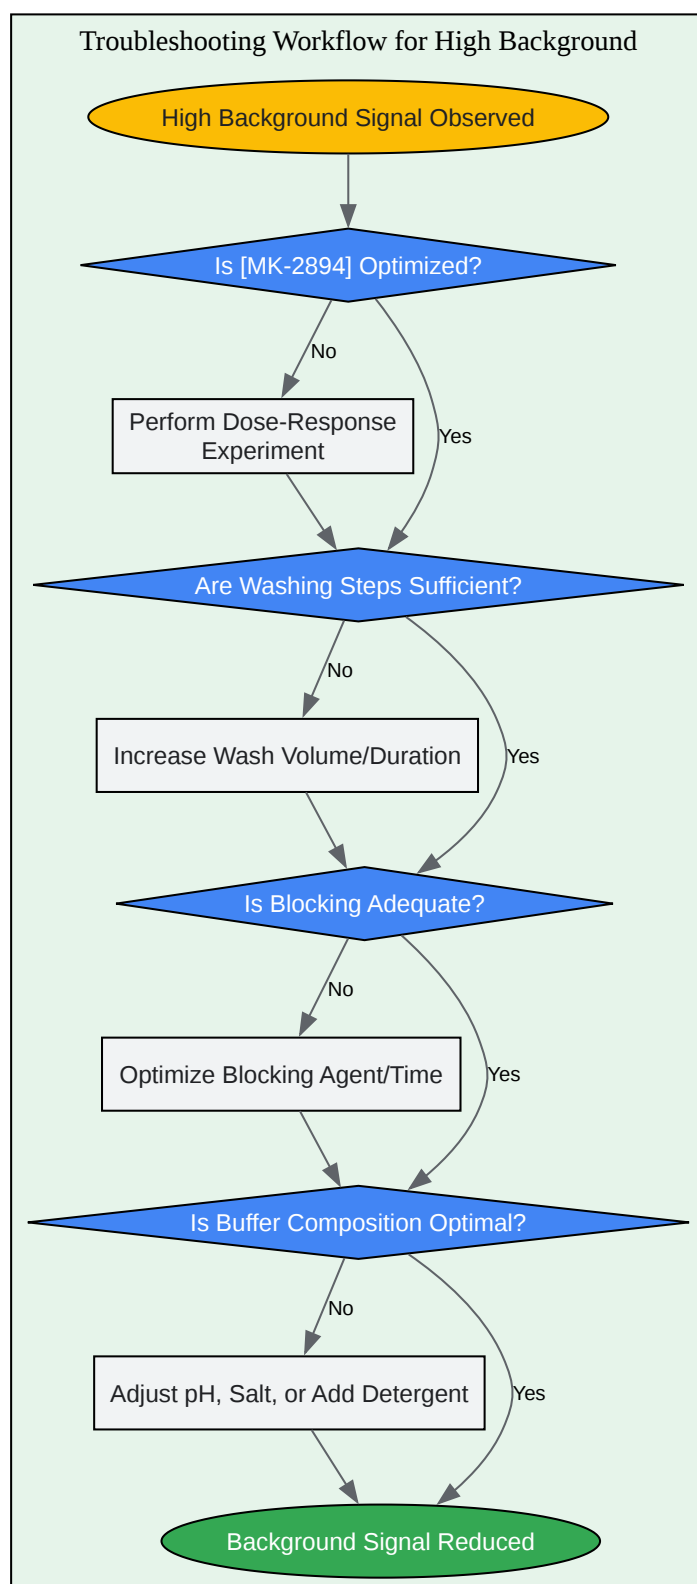 Troubleshooting Workflow for High Background
High Background Signal Observed
Is [MK-2894] Optimized?
No
Perform Dose-Response
Experiment
Yes
Are Washing Steps Sufficient?
No
Increase Wash Volume/Duration
Yes
Is Blocking Adequate?
No
Optimize Blocking Agent/Time
Yes
Is Buffer Composition Optimal?
No
Adjust pH, Salt, or Add Detergent
Yes
Background Signal Reduced